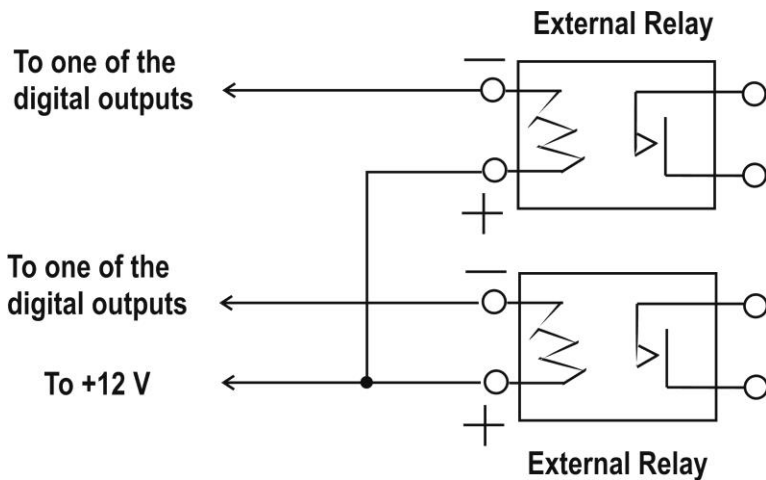 External Relay
To one of the
digital outputs
−
+
To one of the
digital outputs
−
To +12 V
+
External Relay